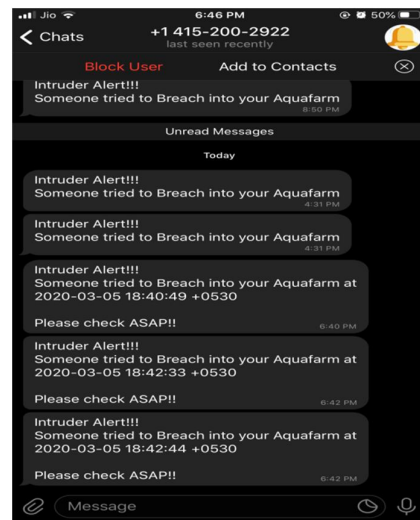 Jio
6:46 PM
50%
Chats
+1 415-200-2922
last seen recently
Block User
Add to Contacts
Intruder Alert!!!
Someone tried to Breach into your Aquafarm
8:50 PM
Unread Messages
Today
Intruder Alert!!!
Someone tried to Breach into your Aquafarm
4:31 PM
Intruder Alert!!!
Someone tried to Breach into your Aquafarm
4:31 PM
Intruder Alert!!!
Someone tried to Breach into your Aquafarm at
2020-03-05 18:40:49 +0530
Please check ASAP!!
6:40 PM
Intruder Alert!!!
Someone tried to Breach into your Aquafarm at
2020-03-05 18:42:33 +0530
Please check ASAP!!
6:42 PM
Intruder Alert!!!
Someone tried to Breach into your Aquafarm at
2020-03-05 18:42:44 +0530
Please check ASAP!!
6:42 PM
Message